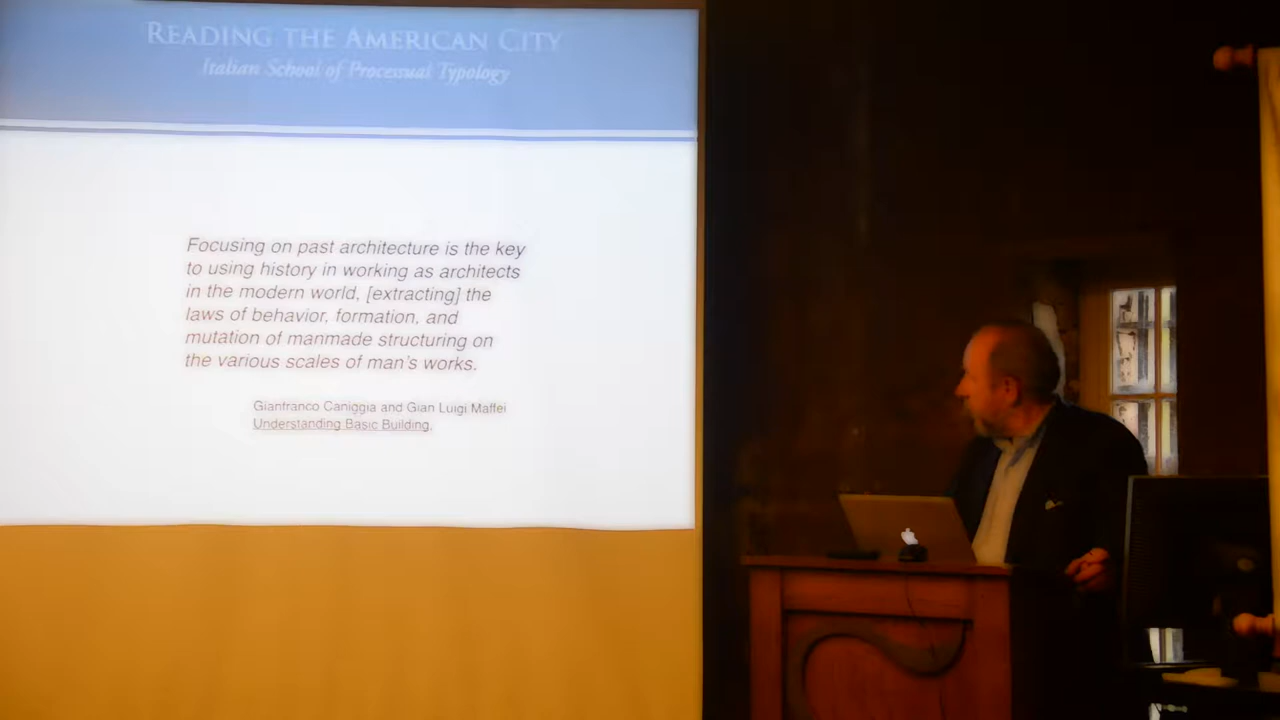 READING THE AMERICAN CITY
Italian School of Processual Typology
Focusing on past architecture is the key
to using history in working as architects
in the modern world, [extracting] the
laws of behavior, formation, and
mutation of manmade structuring on
the various scales of man's works.
Gianfranco Caniggia and Gian Luigi Maffei
Understanding Basic Building.